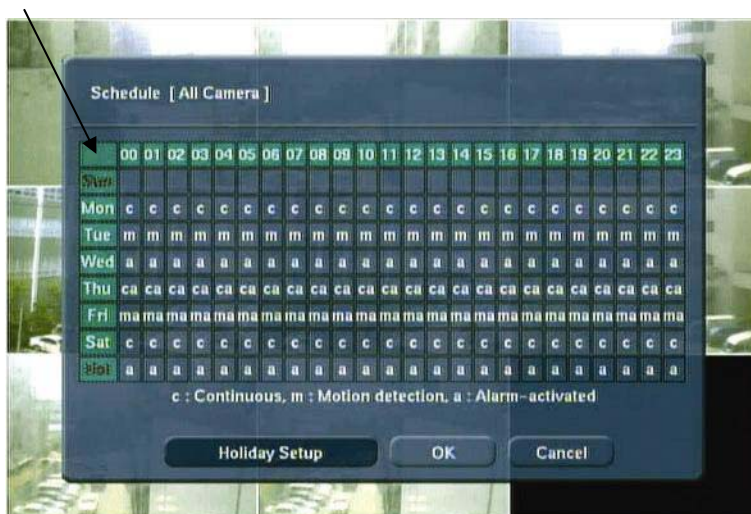 Schedule [ All Camera ]
00 01 02 03 04 05 06 07 08 09 10 11 12 13 14 15 16 17 18 19 20 21 22 23
Sun
Mon c c c c c c c c c c c c c c c c c c c c c c c c
Tue m m m m m m m m m m m m m m m m m m m m m m m m
Wed a a a a a a a a a a a a a a a a a a a a a a a a
Thu ca ca ca ca ca ca ca ca ca ca ca ca ca ca ca ca ca ca ca ca ca ca ca ca
Fri ma ma ma ma ma ma ma ma ma ma ma ma ma ma ma ma ma ma ma ma ma ma ma ma
Sat c c c c c c c c c c c c c c c c c c c c c c c c
Hol a a a a a a a a a a a a a a a a a a a a a a a a
c : Continuous, m : Motion detection, a : Alarm-activated
Holiday Setup OK Cancel